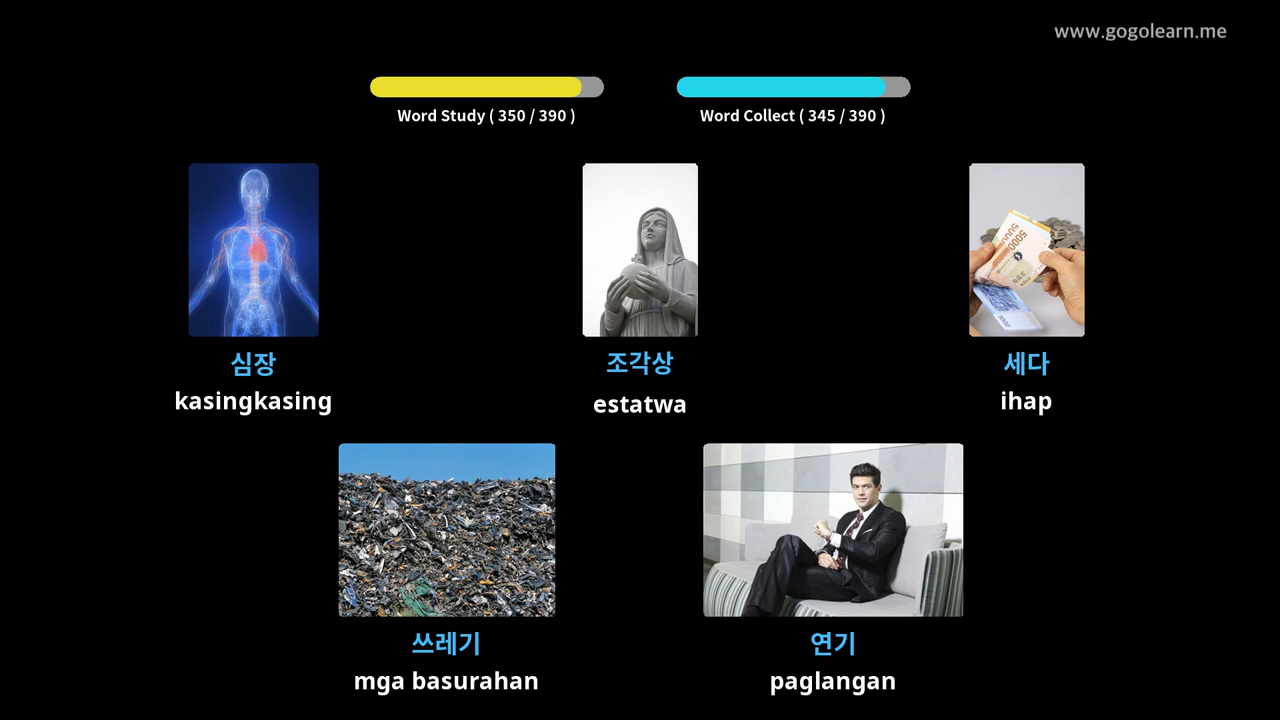 www.gogolearn.me
Word Study ( 350 / 390 )
Word Collect ( 345 / 390 )
심장
kasingkasing
조각상
estatwa
세다
ihap
쓰레기
mga basurahan
연기
paglangan